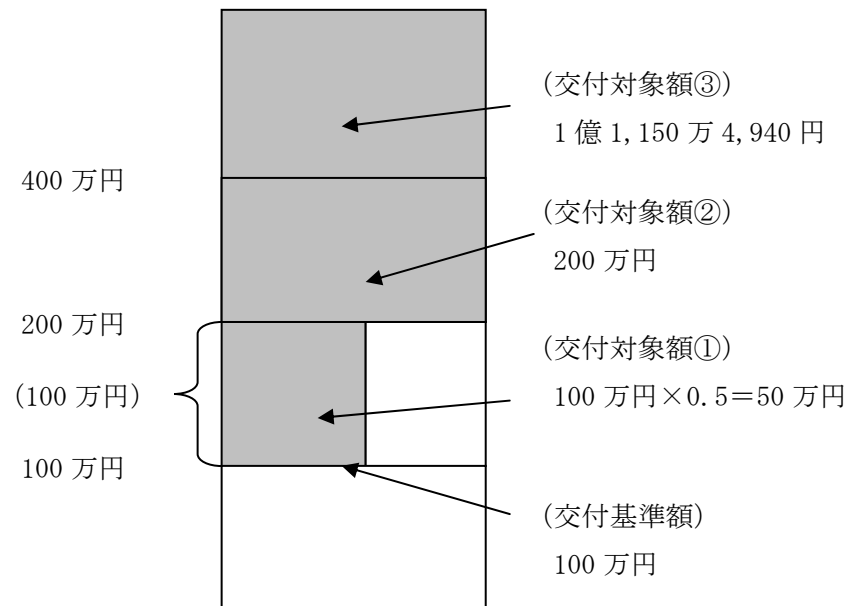 (交付対象額③)
1億1,150万4,940円
400万円
(交付対象額②)
200万円
200万円
(交付対象額①)
(100万円)
100万円×0.5=50万円
100万円
(交付基準額)
100万円